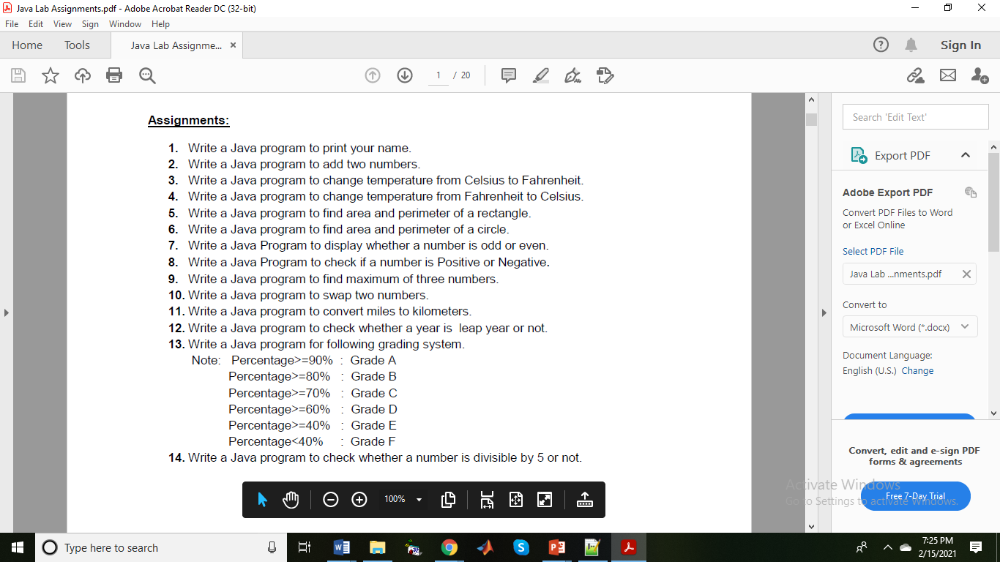 Java Lab Assignments.pdf - Adobe Acrobat Reader DC (32-bit)
File Edit View Sign Window Help
Home Tools Java Lab Assignme... × Sign In
1 / 20
Assignments:
1. Write a Java program to print your name.
2. Write a Java program to add two numbers.
3. Write a Java program to change temperature from Celsius to Fahrenheit.
4. Write a Java program to change temperature from Fahrenheit to Celsius.
5. Write a Java program to find area and perimeter of a rectangle.
6. Write a Java program to find area and perimeter of a circle.
7. Write a Java Program to display whether a number is odd or even.
8. Write a Java Program to check if a number is Positive or Negative.
9. Write a Java program to find maximum of three numbers.
10. Write a Java program to swap two numbers.
11. Write a Java program to convert miles to kilometers.
12. Write a Java program to check whether a year is  leap year or not.
13. Write a Java program for following grading system.
Note: Percentage>=90% : Grade A
Percentage>=80% : Grade B
Percentage>=70% : Grade C
Percentage>=60% : Grade D
Percentage>=40% : Grade E
Percentage<40% : Grade F
14. Write a Java program to check whether a number is divisible by 5 or not.
100%
Search 'Edit Text'
Export PDF
Adobe Export PDF
Convert PDF Files to Word
or Excel Online
Select PDF File
Java Lab ...nments.pdf
Convert to
Microsoft Word (*.docx)
Document Language:
English (U.S.) Change
Convert, edit and e-sign PDF
forms & agreements
Free 7-Day Trial
Activate Windows
Go to Settings to activate Windows.
Type here to search
7:25 PM
2/15/2021